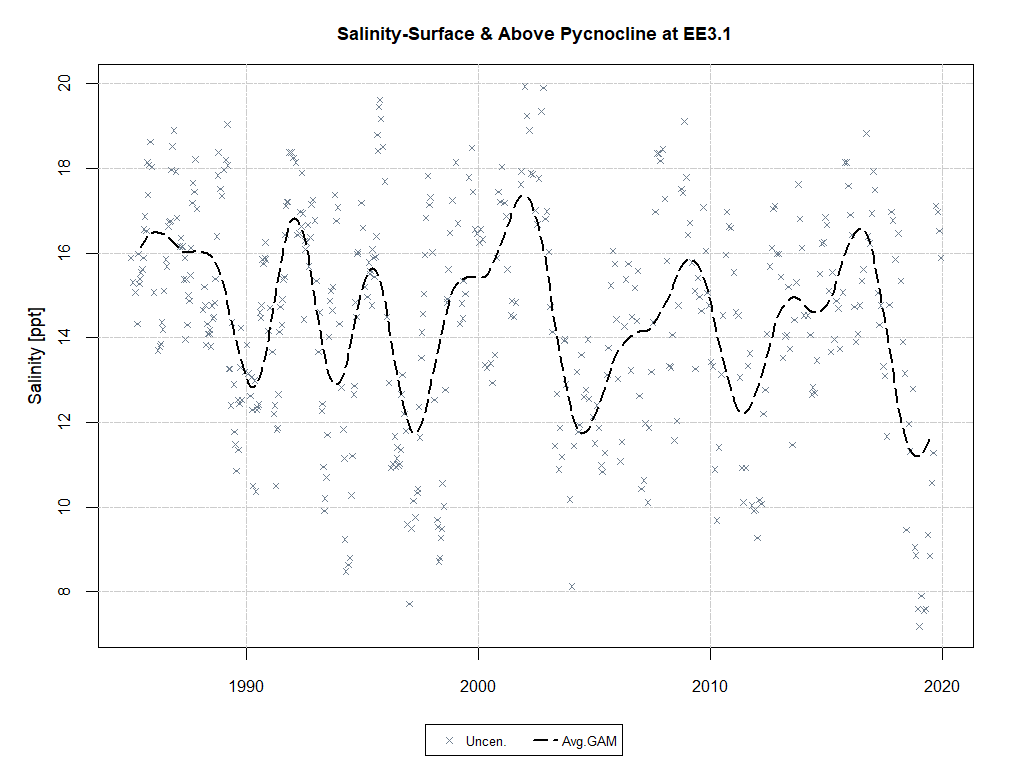 Salinity-Surface & Above Pycnocline at EE3.1
Salinity [ppt]
20
18
16
14
12
10
8
1990
2000
2010
2020
Uncen.
Avg.GAM